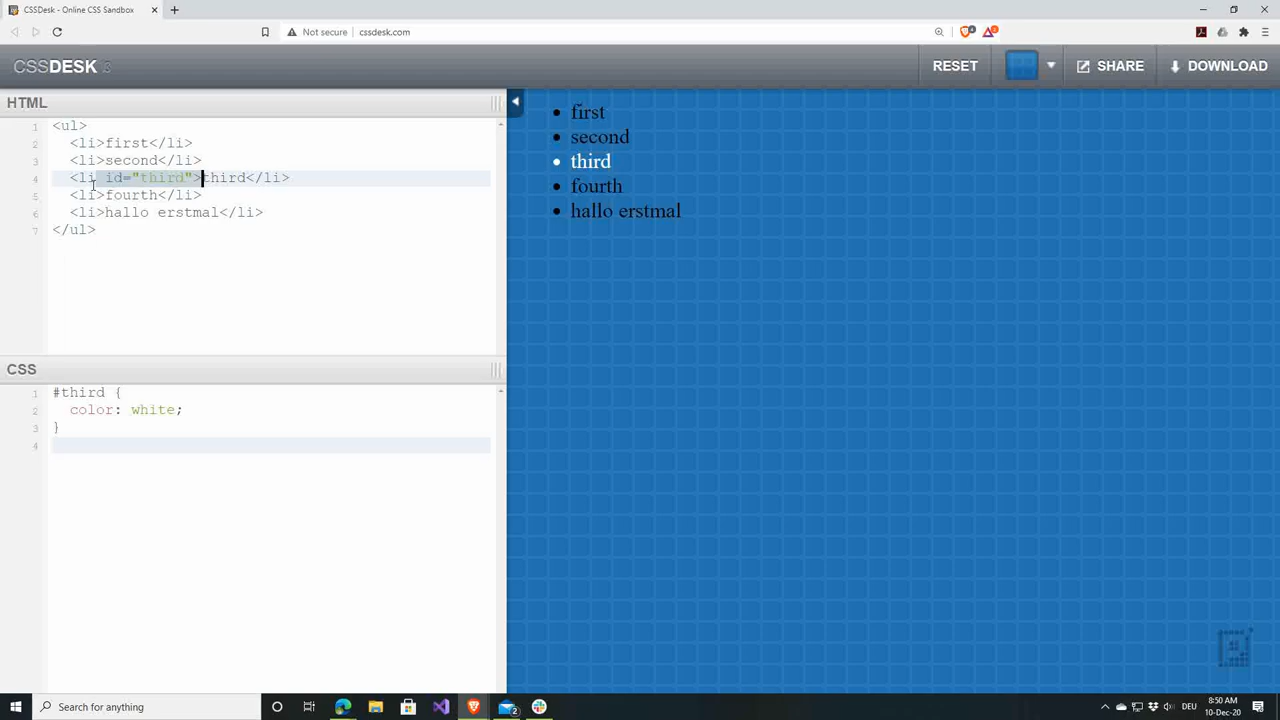 CSSDesk - Online CSS Sandbox
Not secure cssdesk.com
CSSDESK
RESET
SHARE
DOWNLOAD
HTML
1 <ul>
2 <li>first</li>
3 <li>second</li>
4 <li id="third">third</li>
5 <li>fourth</li>
6 <li>hallo erstmal</li>
7 </ul>
CSS
1 #third {
2 color: white;
3 }
4
• first
• second
• third
• fourth
• hallo erstmal
Search for anything
2
DEU
8:50 AM
10-Dec-20